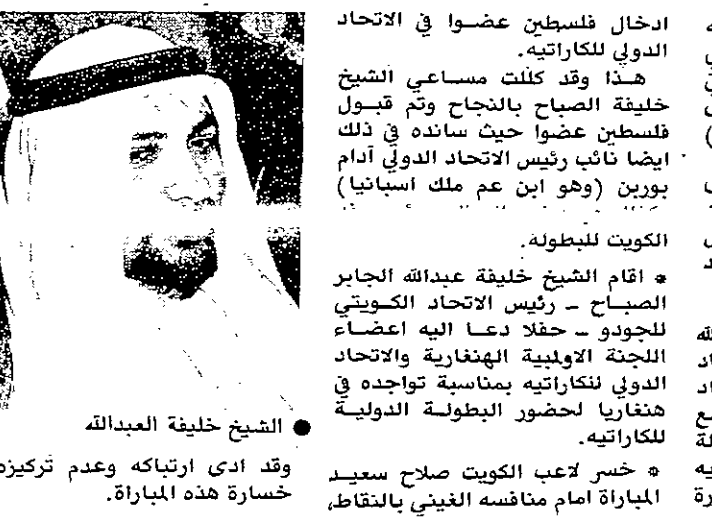 ادخال فلسطين عضوا في الاتحاد
الدولي للكاراتيه.
هذا وقد كللت مساعي الشيخ
خليفة الصباح بالنجاح وتم قبول
فلسطين عضوا حيث سانده في ذلك
ايضا نائب رئيس الاتحاد الدولي آدام
بوربن (وهو ابن عم ملك اسبانيا)
الكويت للبطولة.
* اقام الشيخ خليفة عبدالله الجابر
الصباح - رئيس الاتحاد الكويتي
للجودو - حفلا دعا اليه اعضاء
اللجنة الاولمبية الهنغارية والاتحاد
الدولي للكاراتيه بمناسبة تواجده في
هنغاريا لحضور البطولة الدولية
للكاراتيه.
* خسر لاعب الكويت صلاح سعيد
المباراة امام منافسه الغيني بالنقاط،
● الشيخ خليفة العبدالله
وقد ادى ارتباكه وعدم تركيزه
خسارة هذه المباراة.